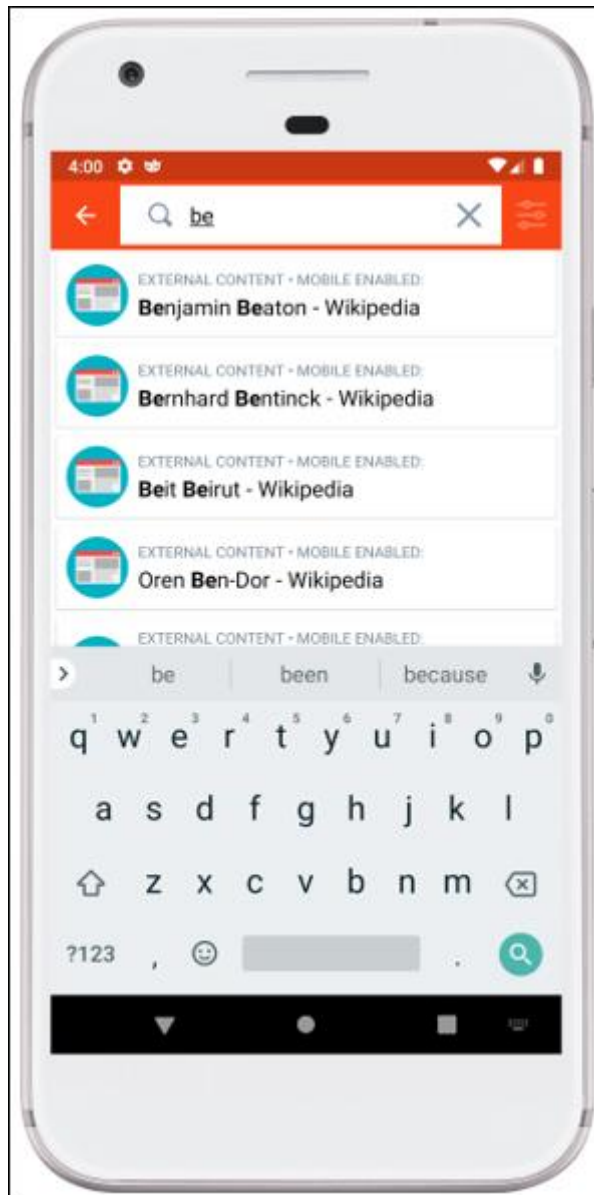 4:00
be
EXTERNAL CONTENT • MOBILE ENABLED:
Benjamin Beaton - Wikipedia
EXTERNAL CONTENT • MOBILE ENABLED:
Bernhard Bentinck - Wikipedia
EXTERNAL CONTENT • MOBILE ENABLED:
Beit Beirut - Wikipedia
EXTERNAL CONTENT • MOBILE ENABLED:
Oren Ben-Dor - Wikipedia
EXTERNAL CONTENT • MOBILE ENABLED:
be been because
1 2 3 4 5 6 7 8 9 0
q w e r t y u i o p
a s d f g h j k l
z x c v b n m
?123 , .